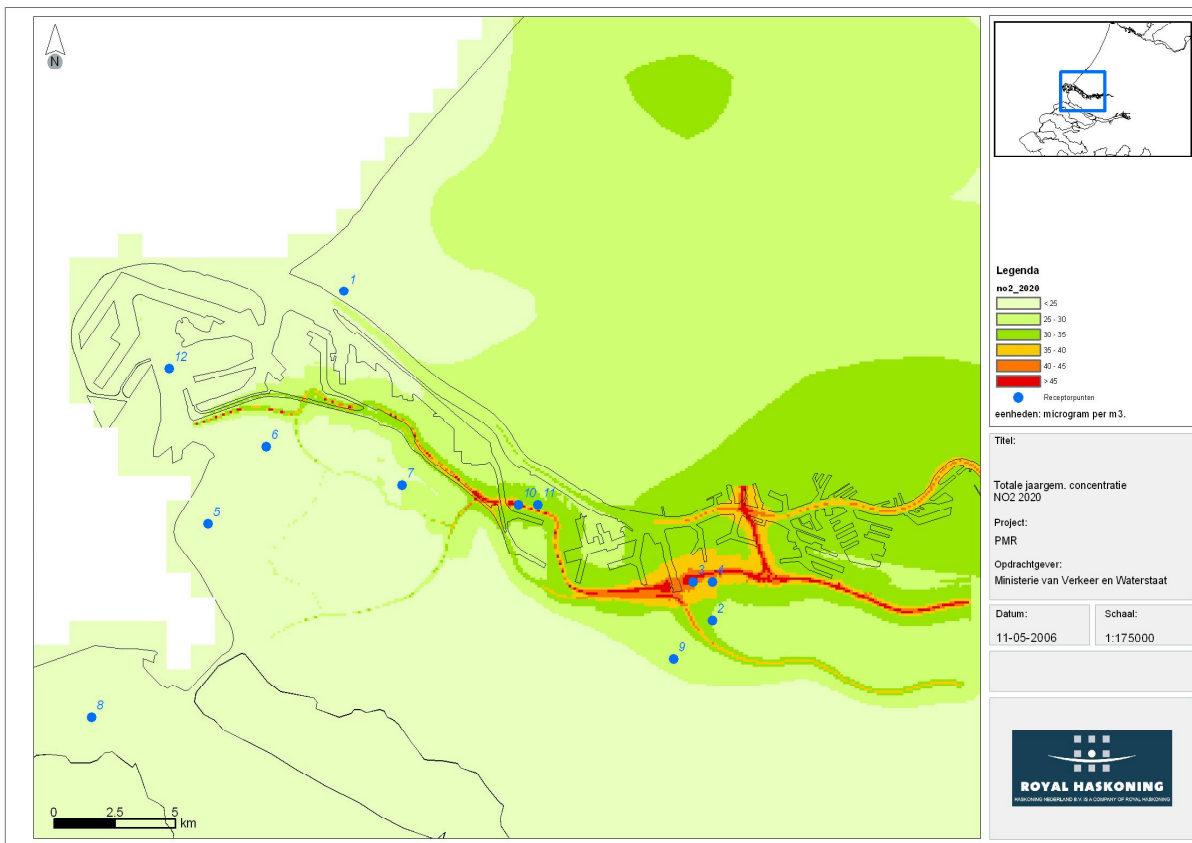 N
1
12
6
7
5
10
11
3
4
2
9
8
0
2.5
5
km
Legenda
no2_2020
< 25
25 - 30
30 - 35
35 - 40
40 - 45
> 45
Receptorpunten
eenheden: microgram per m3.
Titel:
Totale jaargem. concentratie
NO2 2020
Project:
PMR
Opdrachtgever:
Ministerie van Verkeer en Waterstaat
Datum:
11-05-2006
Schaal:
1:175000
ROYAL HASKONING
HASKONING NEDERLAND B.V. IS A COMPANY OF ROYAL HASKONING